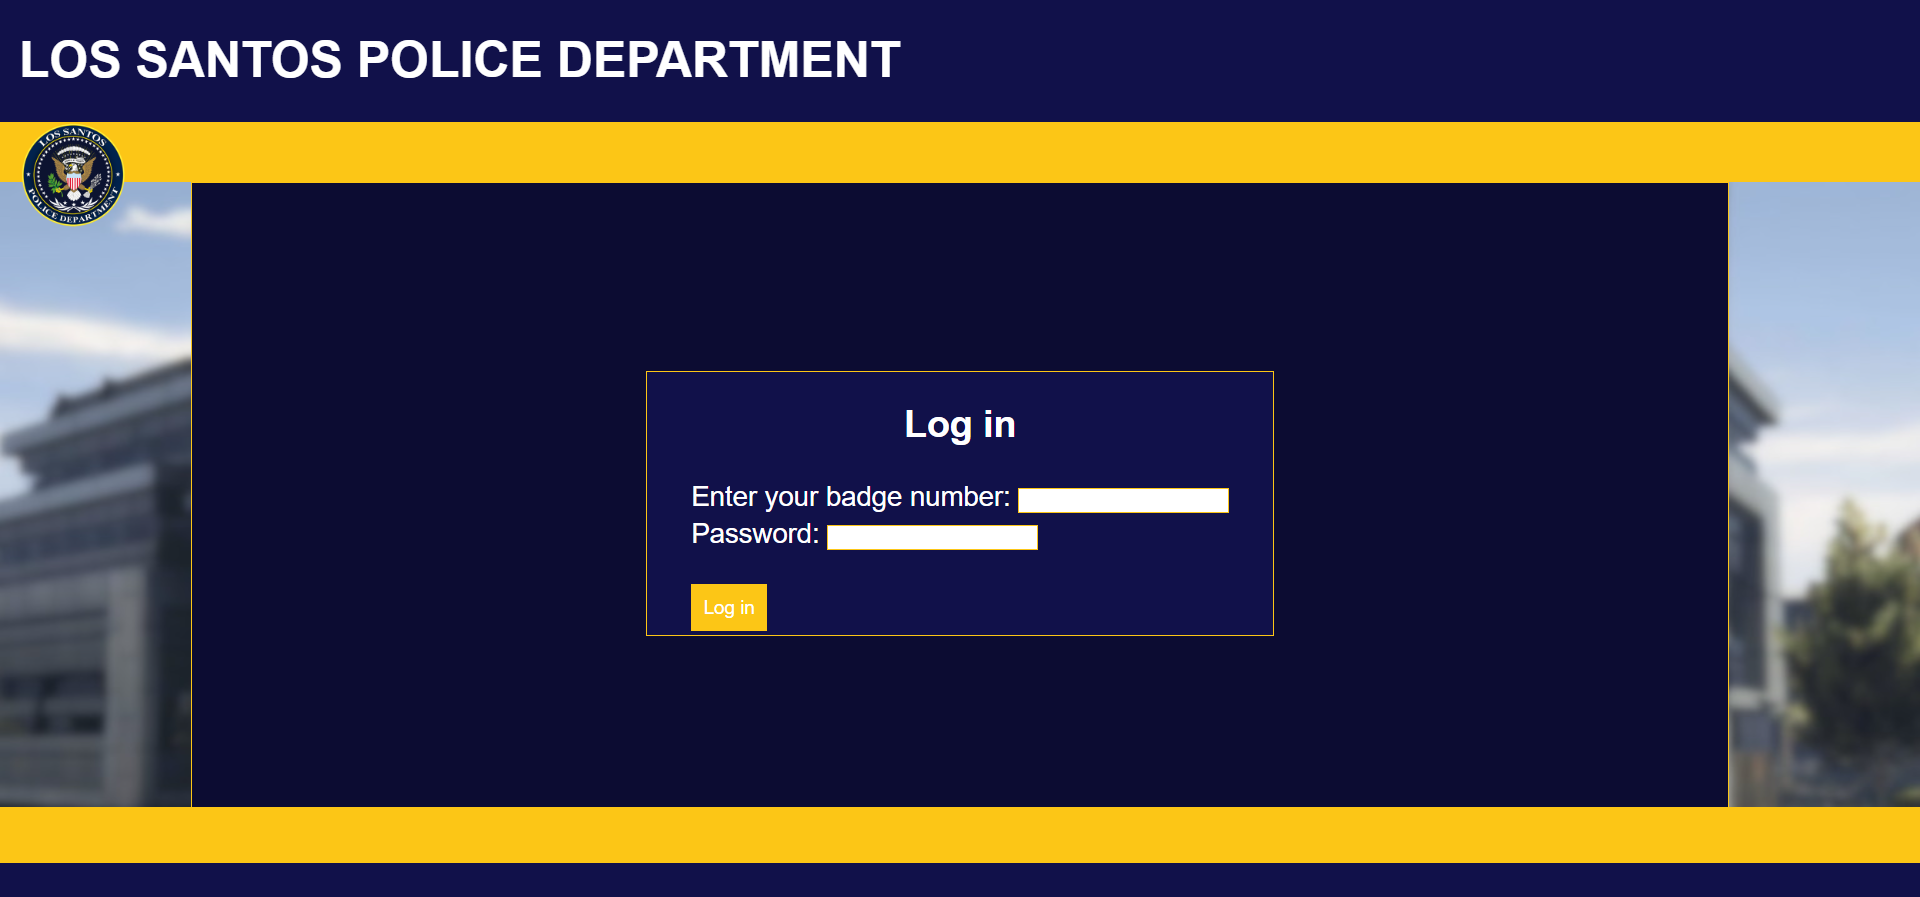 LOS SANTOS POLICE DEPARTMENT
LOS SANTOS
POLICE DEPARTMENT
Log in
Enter your badge number:
Password:
Log in